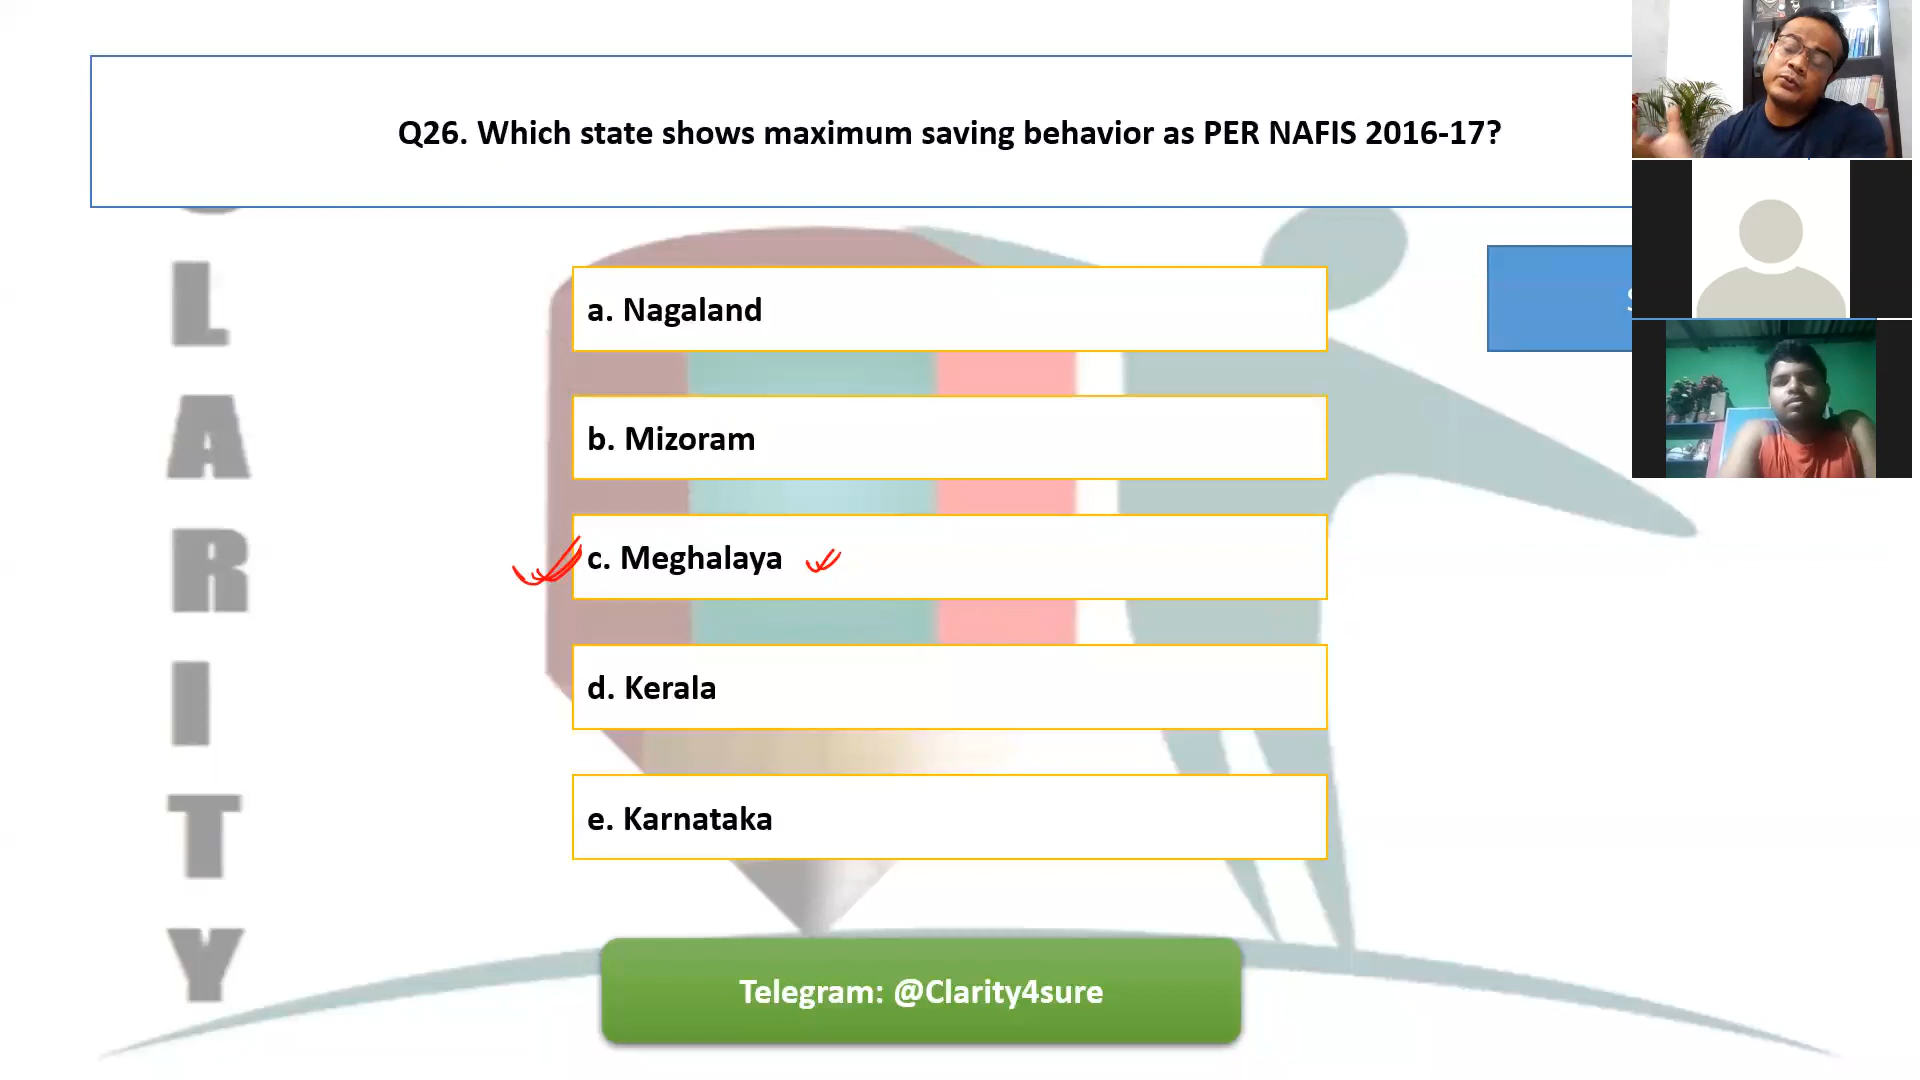 Q26. Which state shows maximum saving behavior as PER NAFIS 2016-17?
a. Nagaland
b. Mizoram
c. Meghalaya
d. Kerala
e. Karnataka
Telegram: @Clarity4sure
L
A
R
I
T
Y